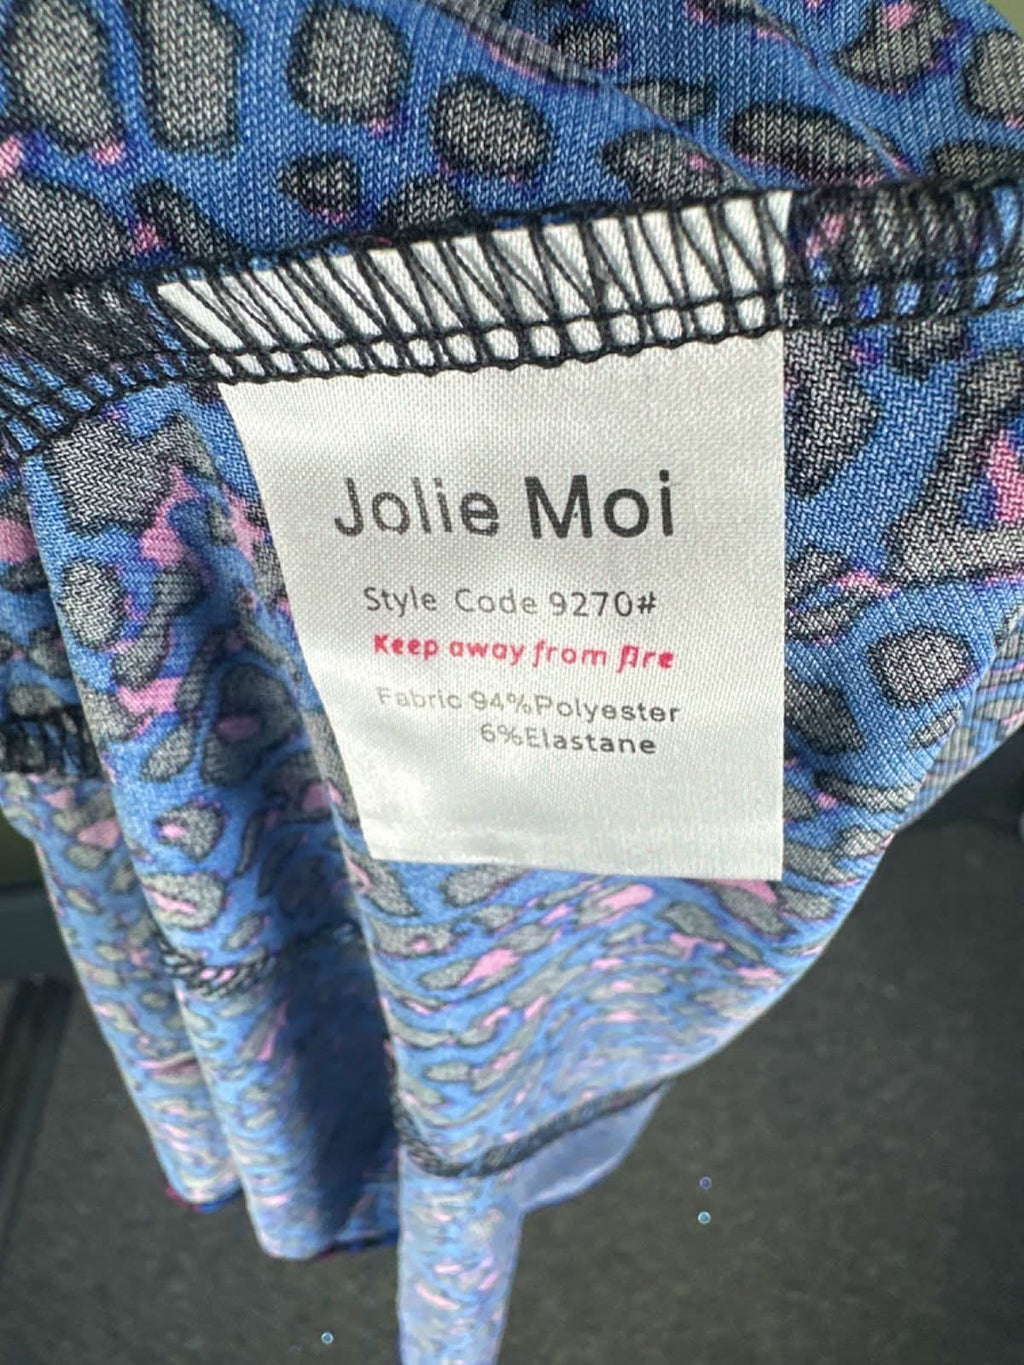 Jolie Moi
Style Code 9270#
Keep away from fire
Fabric 94%Polyester
6%Elastane